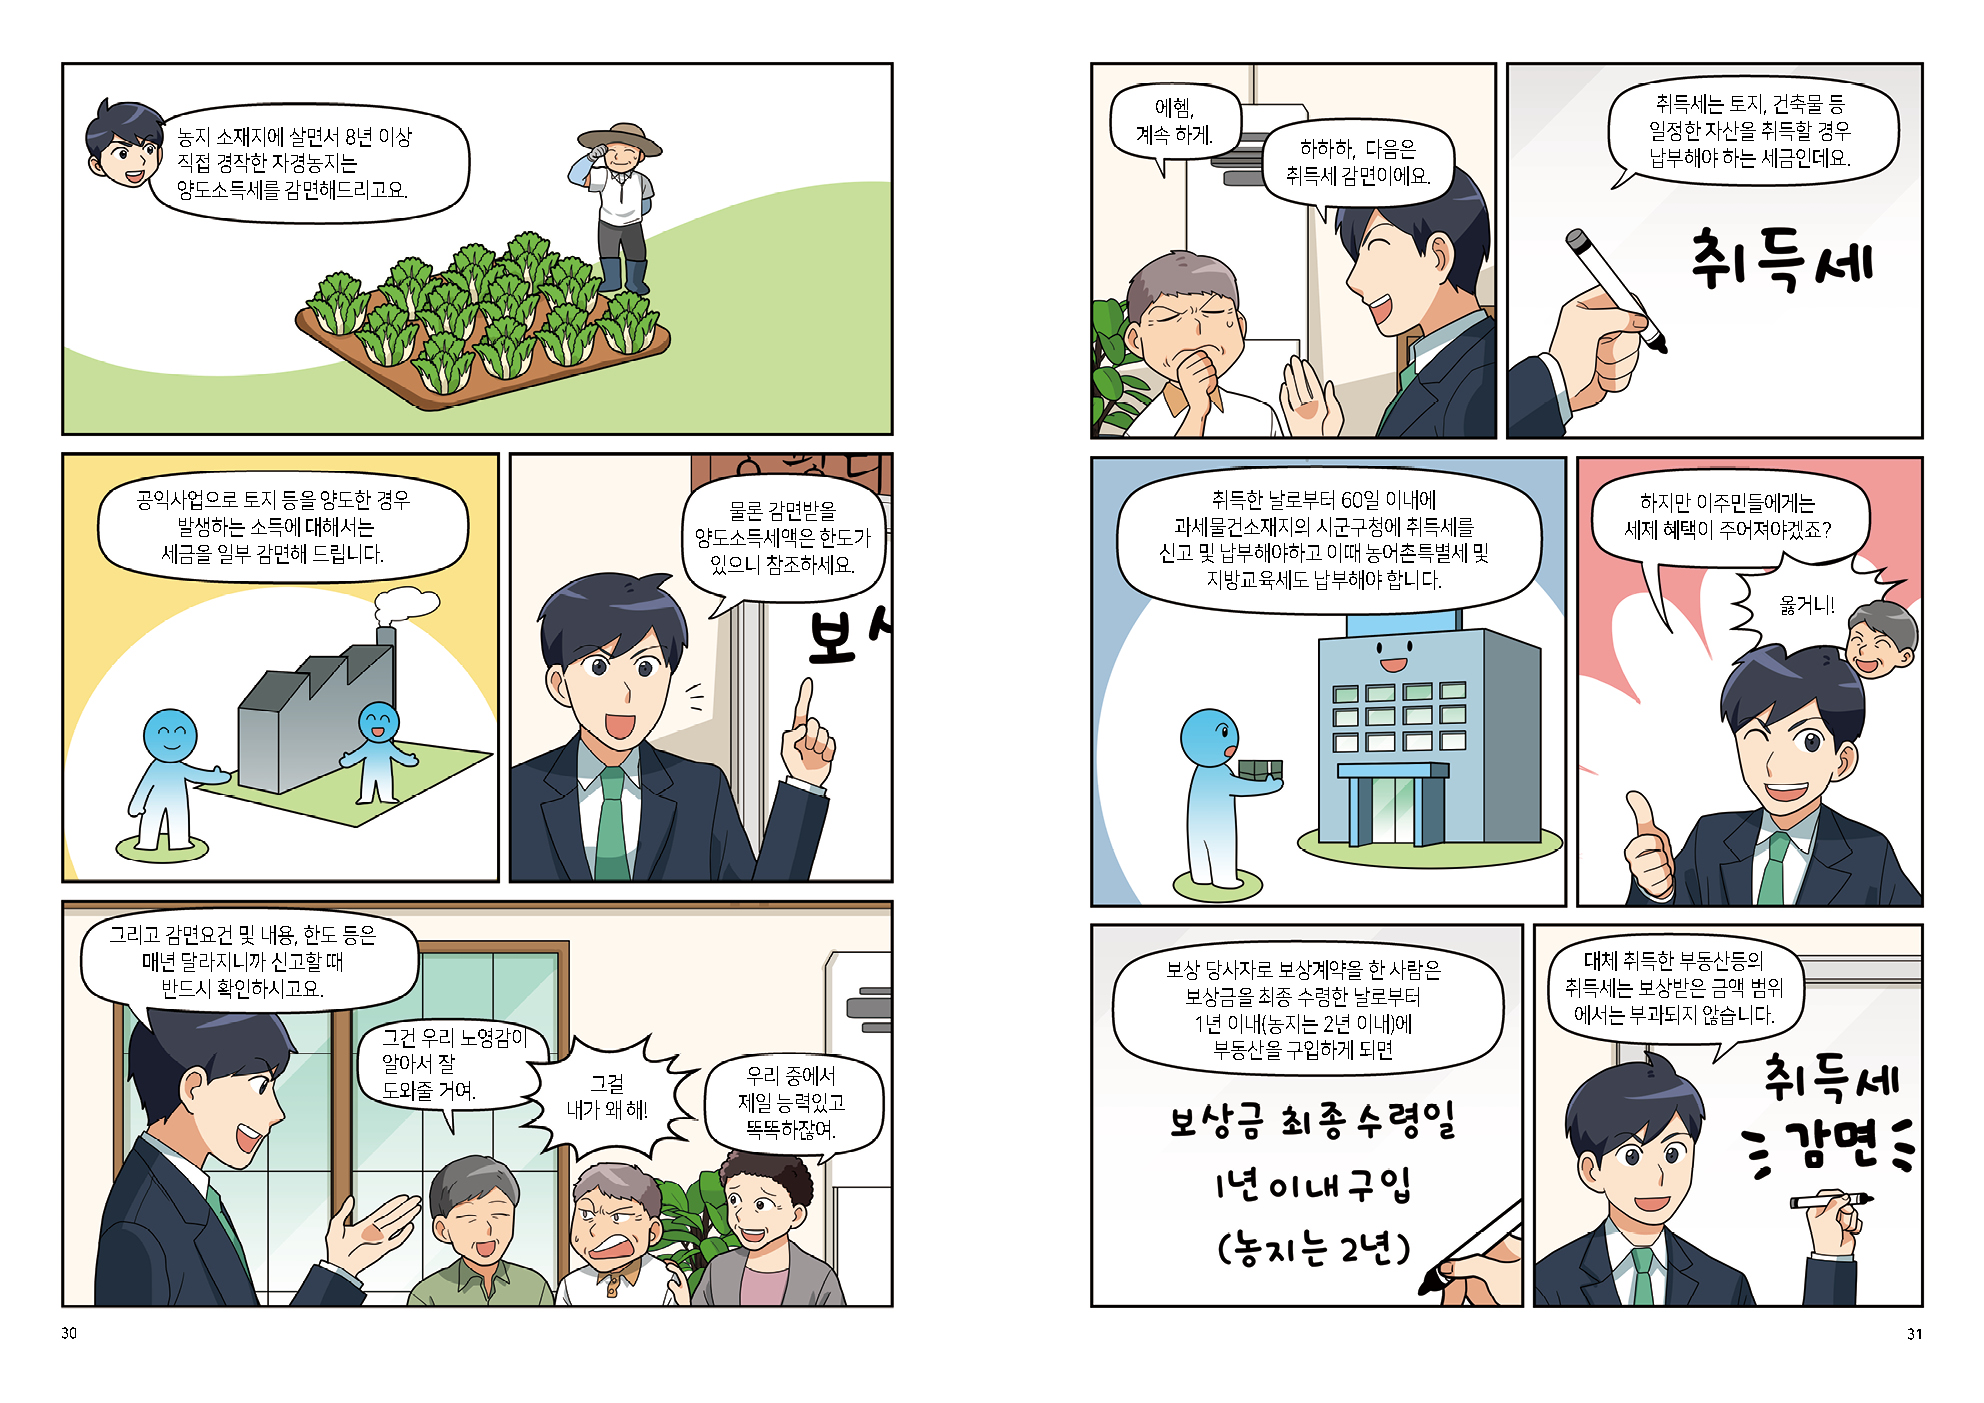 농지 소재지에 살면서 8년 이상
직접 경작한 자경농지는
양도소득세를 감면해드리고요.
공익사업으로 토지 등을 양도한 경우
발생하는 소득에 대해서는
세금을 일부 감면해 드립니다.
물론 감면받을
양도소득세액은 한도가
있으니 참조하세요.
보
그리고 감면요건 및 내용, 한도 등은
매년 달라지니까 신고할 때
반드시 확인하시고요.
그건 우리 노영감이
알아서 잘
도와줄 거여.
그걸
내가 왜 해!
우리 중에서
제일 능력있고
똑똑하잖여.
30
에헴,
계속 하게.
하하하, 다음은
취득세 감면이에요.
취득세는 토지, 건축물 등
일정한 자산을 취득할 경우
납부해야 하는 세금인데요.
취득세
취득한 날로부터 60일 이내에
과세물건소재지의 시군구청에 취득세를
신고 및 납부해야하고 이때 농어촌특별세 및
지방교육세도 납부해야 합니다.
하지만 이주민들에게는
세제 혜택이 주어져야겠죠?
옳거니!
보상 당사자로 보상계약을 한 사람은
보상금을 최종 수령한 날로부터
1년 이내(농지는 2년 이내)에
부동산을 구입하게 되면
보상금 최종 수령일
1년 이내 구입
(농지는 2년)
대체 취득한 부동산등의
취득세는 보상받은 금액 범위
에서는 부과되지 않습니다.
취득세
감면
31